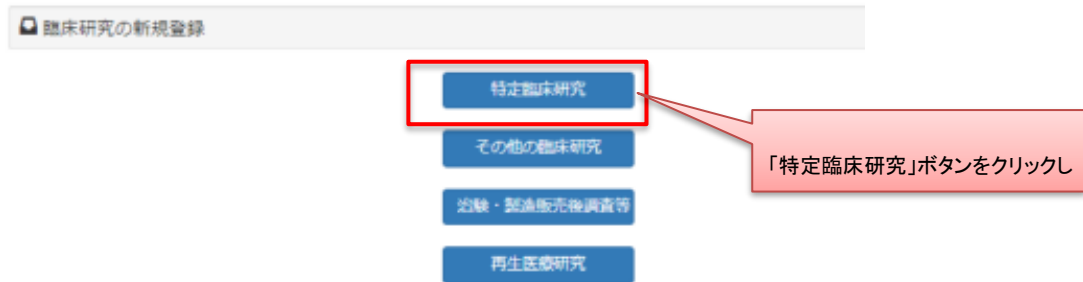 臨床研究の新規登録
特定臨床研究
「特定臨床研究」ボタンをクリックし
その他の臨床研究
治験・製造販売後調査等
再生医療研究